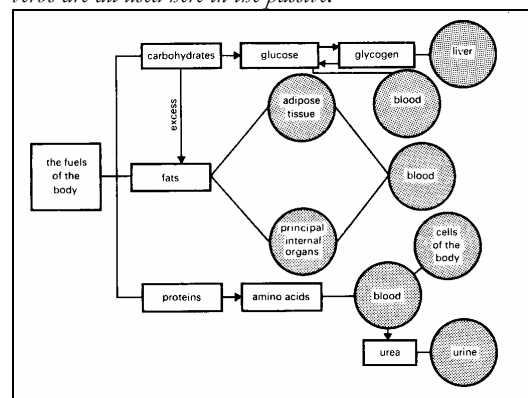 verbs are all used here in the passive.
carbohydrates
glucose
glycogen
liver
excess
adipose
tissue
blood
the fuels
of the
body
fats
blood
principal
internal
organs
cells
of the
body
proteins
amino acids
blood
urea
urine